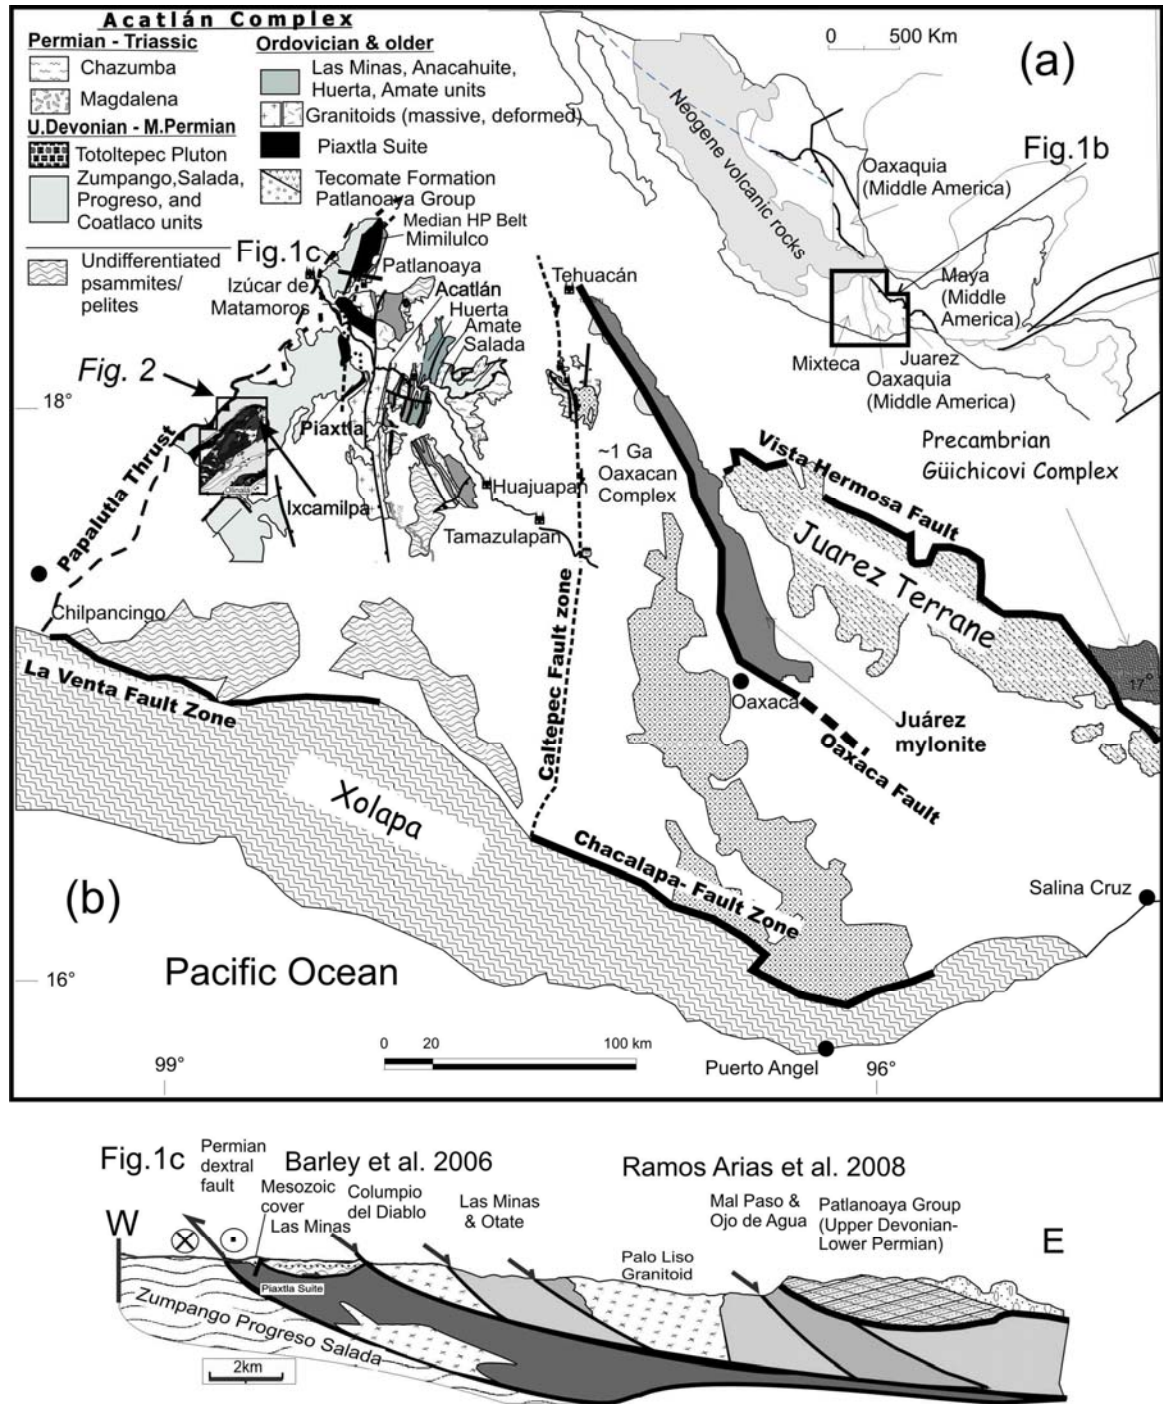 Acatlán Complex
Permian - Triassic
Chazumba
Magdalena
U.Devonian - M.Permian
Totoltepec Pluton
Zumpango,Salada,
Progreso, and
Coatlaco units
Undifferentiated
psammites/
pelites
Ordovician & older
Las Minas, Anacahuite,
Huerta, Amate units
Granitoids (massive, deformed)
Piaxtla Suite
Tecomate Formation
Patlanoaya Group
Median HP Belt
Mimilulco
Fig.1c
Patlanoaya
Izúcar de
Matamoros
Acatlán
Huerta
Amate
Salada
Fig. 2
18°
Piaxtla
Olinalá
Ixcamilpa
Papalutla Thrust
Huajuapan
Tamazulapan
Tehuacán
~1 Ga
Oaxacan
Complex
0 500 Km
(a)
Neogene volcanic rocks
Fig.1b
Oaxaquia
(Middle America)
Maya (Middle
America)
Mixteca
Juarez
Oaxaquia
(Middle America)
Precambrian
Güichicovi Complex
Vista Hermosa Fault
Juarez Terrane
17°
Chilpancingo
La Venta Fault Zone
Caltepec Fault zone
Oaxaca
Juárez
mylonite
Oaxaca Fault
Xolapa
Chacalapa- Fault Zone
Salina Cruz
(b)
Pacific Ocean
16°
0 20 100 km
Puerto Angel
99°
96°
Fig.1c
Permian
dextral
fault
Barley et al. 2006
Ramos Arias et al. 2008
Mesozoic
cover
Las Minas
Columpio
del Diablo
Las Minas
& Otate
Mal Paso &
Ojo de Agua
Patlanoaya Group
(Upper Devonian-
Lower Permian)
W
E
Palo Liso
Granitoid
Piaxtla Suite
Zumpango Progreso Salada
2km